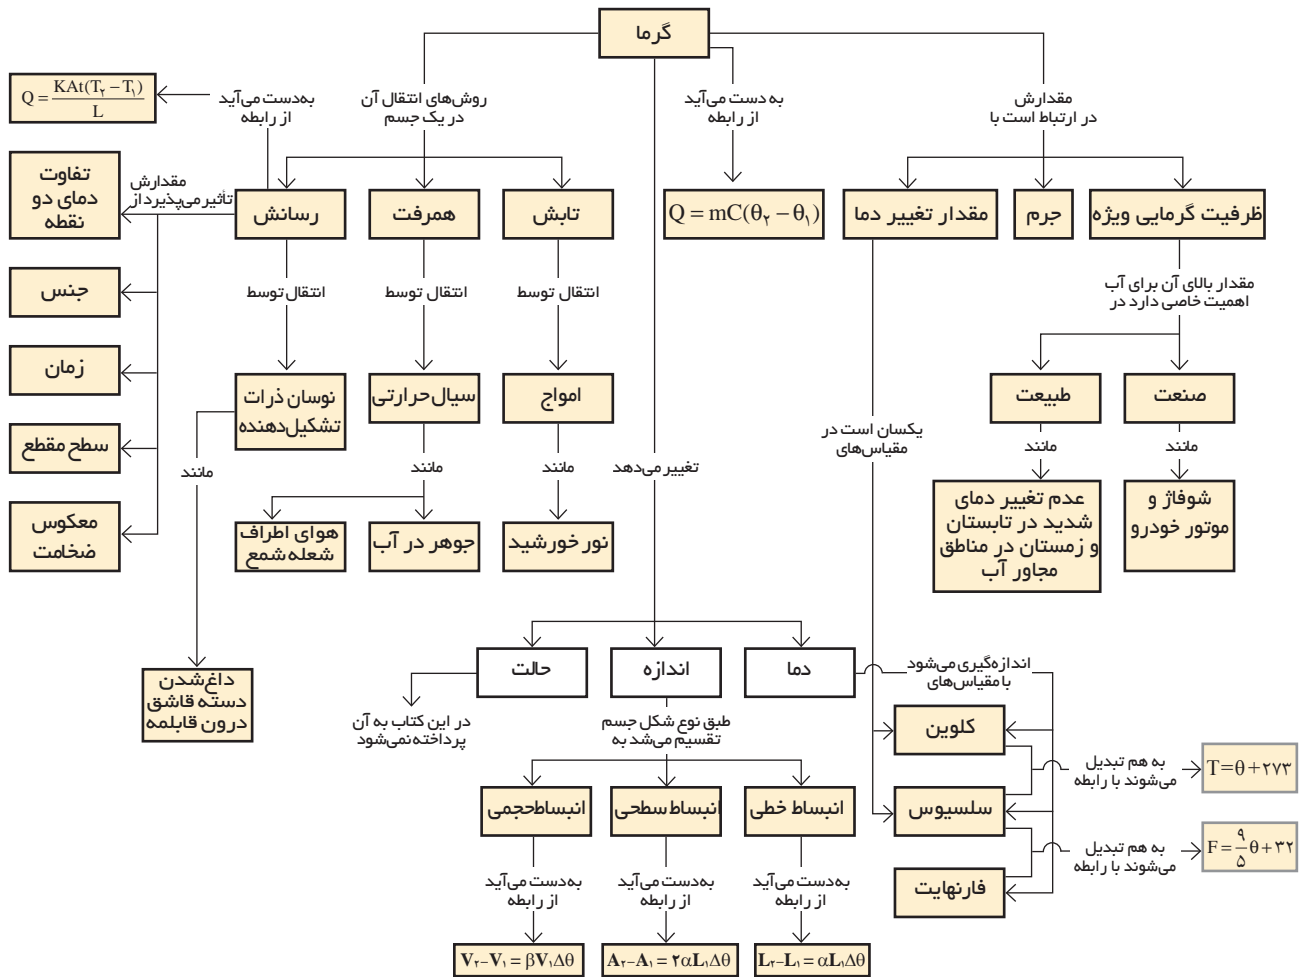 گرما
مقدارش
در ارتباط است با
به دست می‌آید
از رابطه
روش‌های انتقال آن
در یک جسم
به‌دست می‌آید
از رابطه
Q = KAt(T۲ − T۱) / L
ظرفیت گرمایی ویژه
جرم
مقدار تغییر دما
Q = mC(θ۲ − θ۱)
تابش
همرفت
رسانش
مقدارش
تأثیر می‌پذیرد از
تفاوت
دمای دو
نقطه
جنس
زمان
سطح مقطع
معکوس
ضخامت
مقدار بالای آن برای آب
اهمیت خاصی دارد در
صنعت
طبیعت
مانند
مانند
شوفاژ و
موتور خودرو
عدم تغییر دمای
شدید در تابستان
و زمستان در مناطق
مجاور آب
یکسان است در
مقیاس‌های
تغییر می‌دهد
انتقال توسط
انتقال توسط
انتقال توسط
امواج
سیال حرارتی
نوسان ذرات
تشکیل‌دهنده
مانند
مانند
مانند
نور خورشید
جوهر در آب
هوای اطراف
شعله شمع
داغ‌شدن
دسته قاشق
درون قابلمه
دما
اندازه
حالت
اندازه‌گیری می‌شود
با مقیاس‌های
طبق نوع شکل جسم
تقسیم می‌شد به
در این کتاب به آن
پرداخته نمی‌شود
کلوین
سلسیوس
فارنهایت
به هم تبدیل
می‌شوند با رابطه
T=θ+۲۷۳
به هم تبدیل
می‌شوند با رابطه
F=۹/۵θ+۳۲
انبساط خطی
انبساط سطحی
انبساط حجمی
به‌دست می‌آید
از رابطه
به‌دست می‌آید
از رابطه
به‌دست می‌آید
از رابطه
L۲−L۱=αL۱Δθ
A۲−A۱=۲αL۱Δθ
V۲−V۱=βV۱Δθ